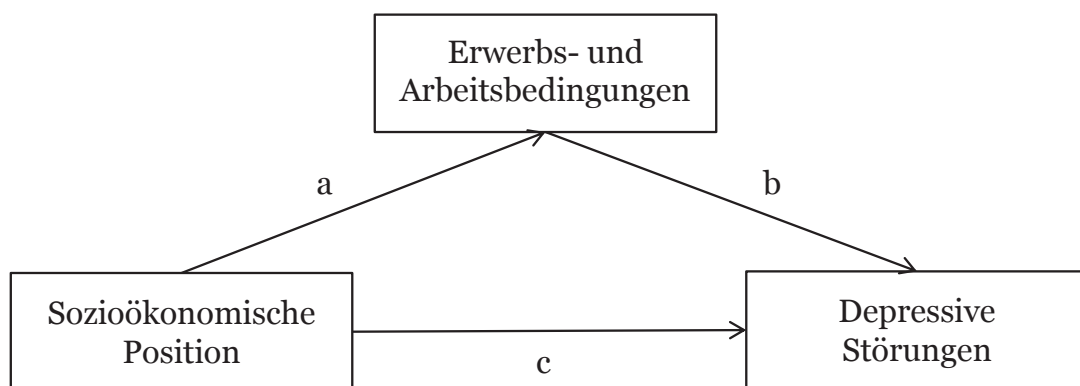 Erwerbs- und
Arbeitsbedingungen
a
b
Sozioökonomische
Position
c
Depressive
Störungen